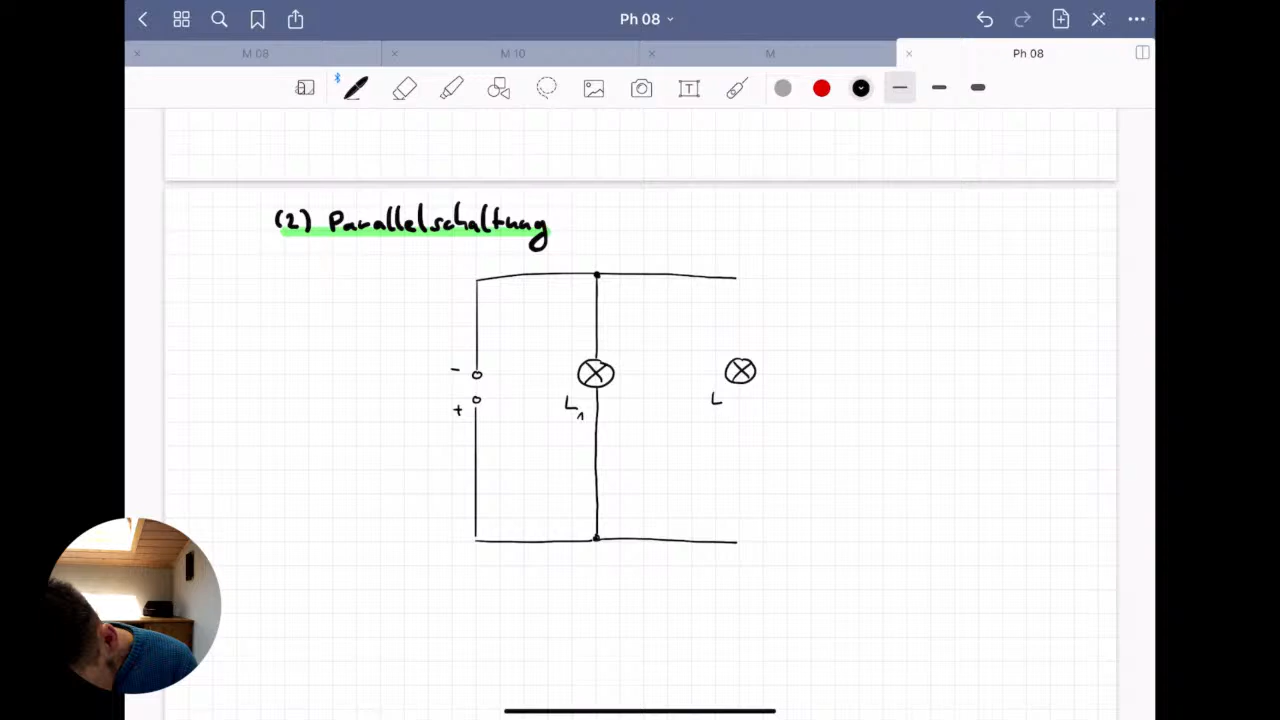 Ph 08
M 08
M 10
M
Ph 08
T
(2) Parallelschaltung
-
+
L₁
L